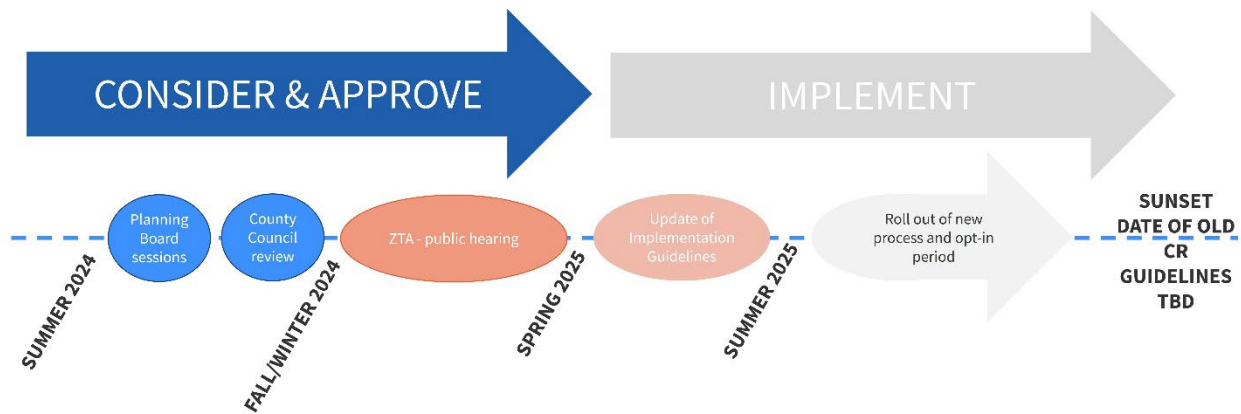 CONSIDER & APPROVE
IMPLEMENT
Planning
Board
sessions
County
Council
review
ZTA - public hearing
Update of
Implementation
Guidelines
Roll out of new
process and opt-in
period
SUNSET
DATE OF OLD
CR
GUIDELINES
TBD
SUMMER 2024
FALL/WINTER 2024
SPRING 2025
SUMMER 2025